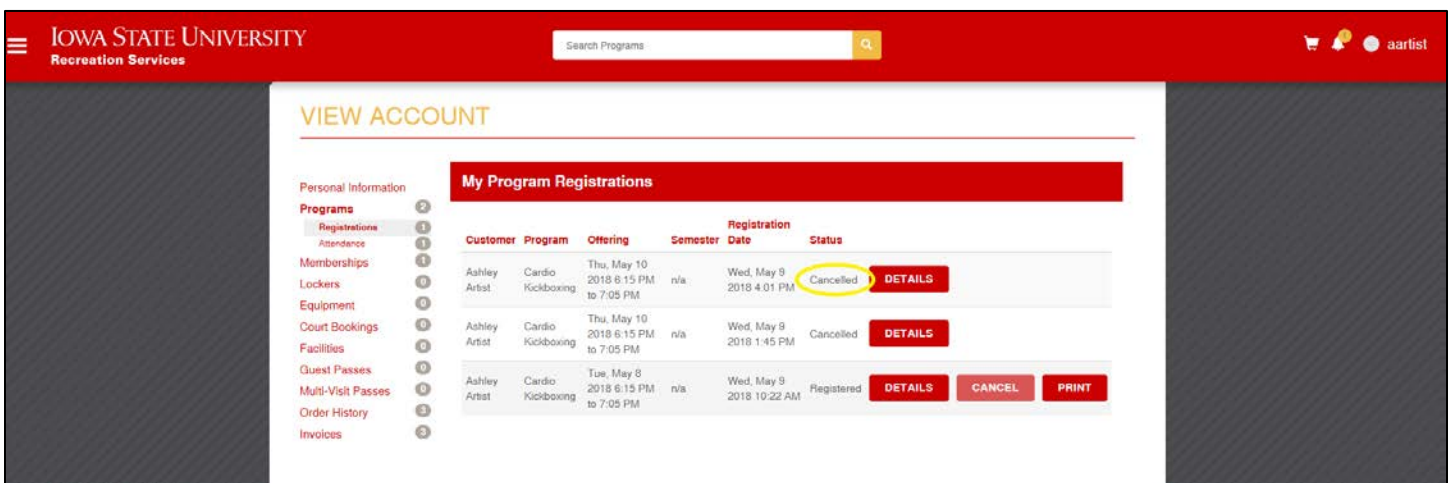 IOWA STATE UNIVERSITY
Recreation Services
Search Programs
1
aartist
VIEW ACCOUNT
Personal Information
Programs 2
Registrations 1
Attendance 1
Memberships 1
Lockers 0
Equipment 0
Court Bookings 0
Facilities 0
Guest Passes 0
Multi-Visit Passes 0
Order History 3
Invoices 3
My Program Registrations
Customer Program Offering Semester Registration
Date Status
Ashley
Artist
Cardio
Kickboxing
Thu, May 10
2018 6:15 PM
to 7:05 PM
n/a
Wed, May 9
2018 4:01 PM
Cancelled
DETAILS
Ashley
Artist
Cardio
Kickboxing
Thu, May 10
2018 6:15 PM
to 7:05 PM
n/a
Wed, May 9
2018 1:45 PM
Cancelled
DETAILS
Ashley
Artist
Cardio
Kickboxing
Tue, May 8
2018 6:15 PM
to 7:05 PM
n/a
Wed, May 9
2018 10:22 AM
Registered
DETAILS
CANCEL
PRINT